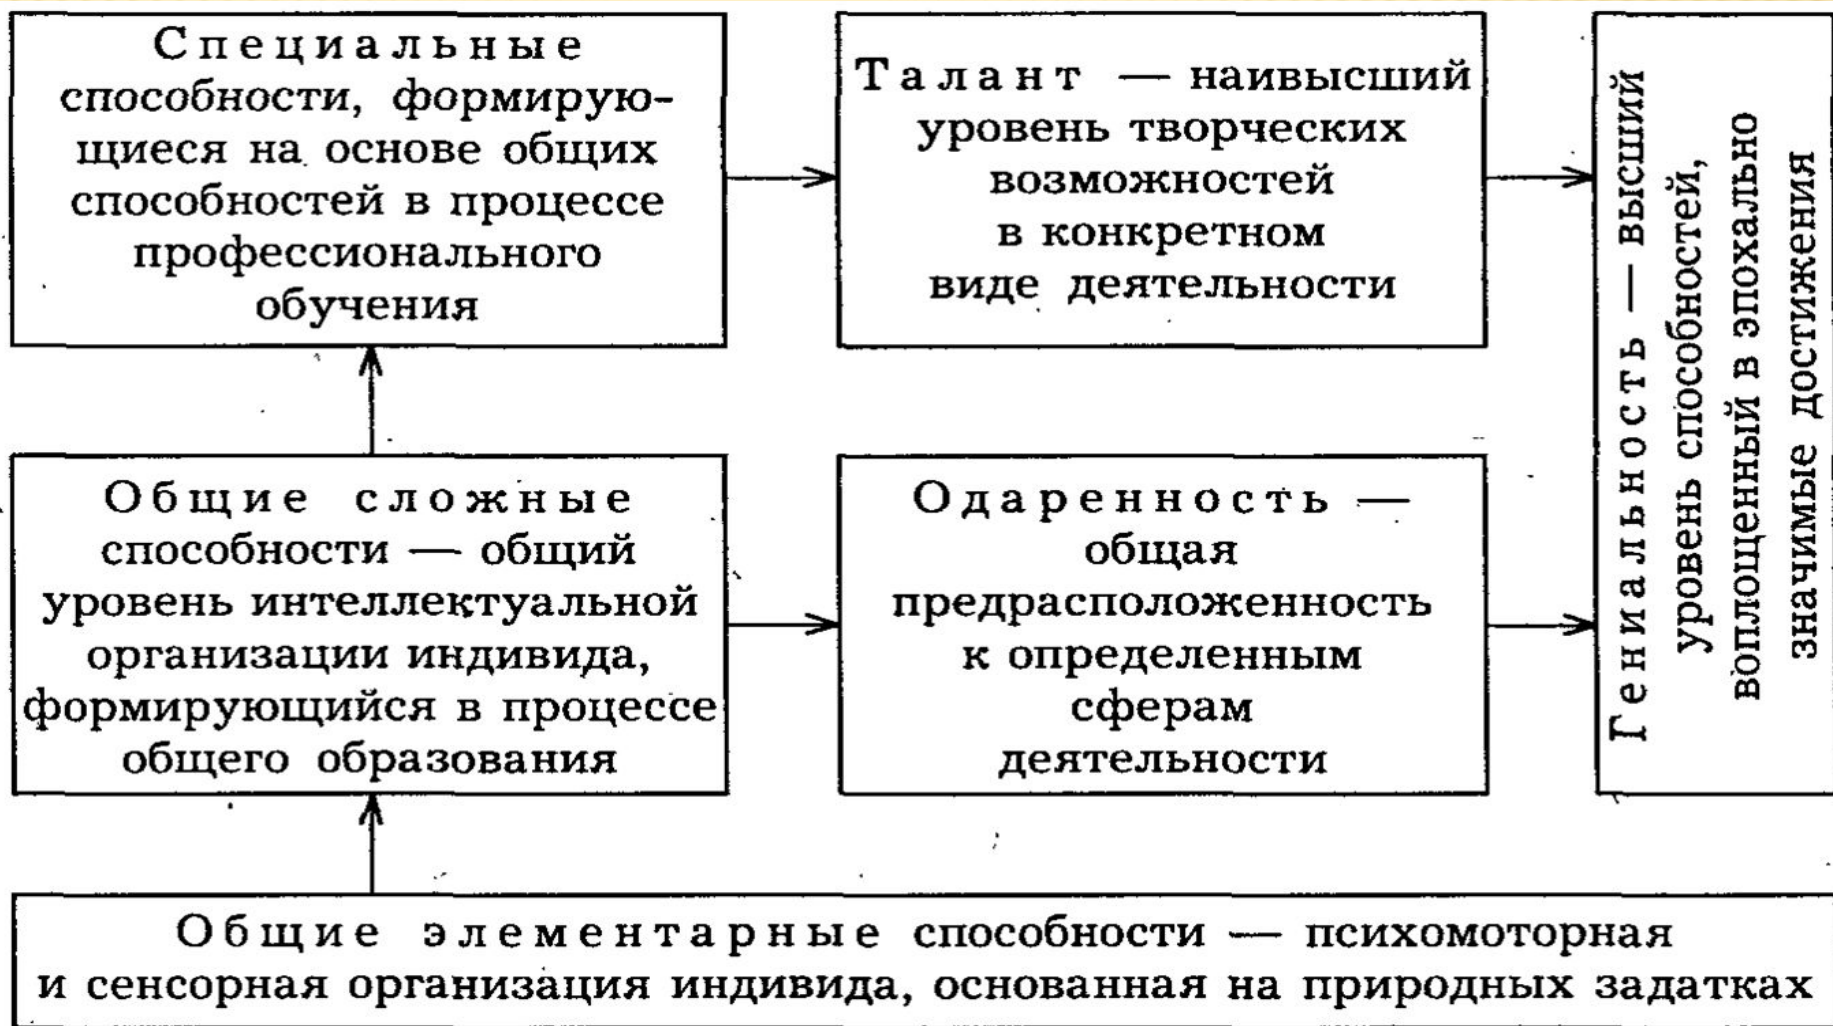 Специальные
способности, формирую-
щиеся на основе общих
способностей в процессе
профессионального
обучения
Талант — наивысший
уровень творческих
возможностей
в конкретном
виде деятельности
Гениальность — высший
уровень способностей,
воплощенный в эпохально
значимые достижения
Общие сложные
способности — общий
уровень интеллектуальной
организации индивида,
формирующийся в процессе
общего образования
Одаренность —
общая
предрасположенность
к определенным
сферам
деятельности
Общие элементарные способности — психомоторная
и сенсорная организация индивида, основанная на природных задатках